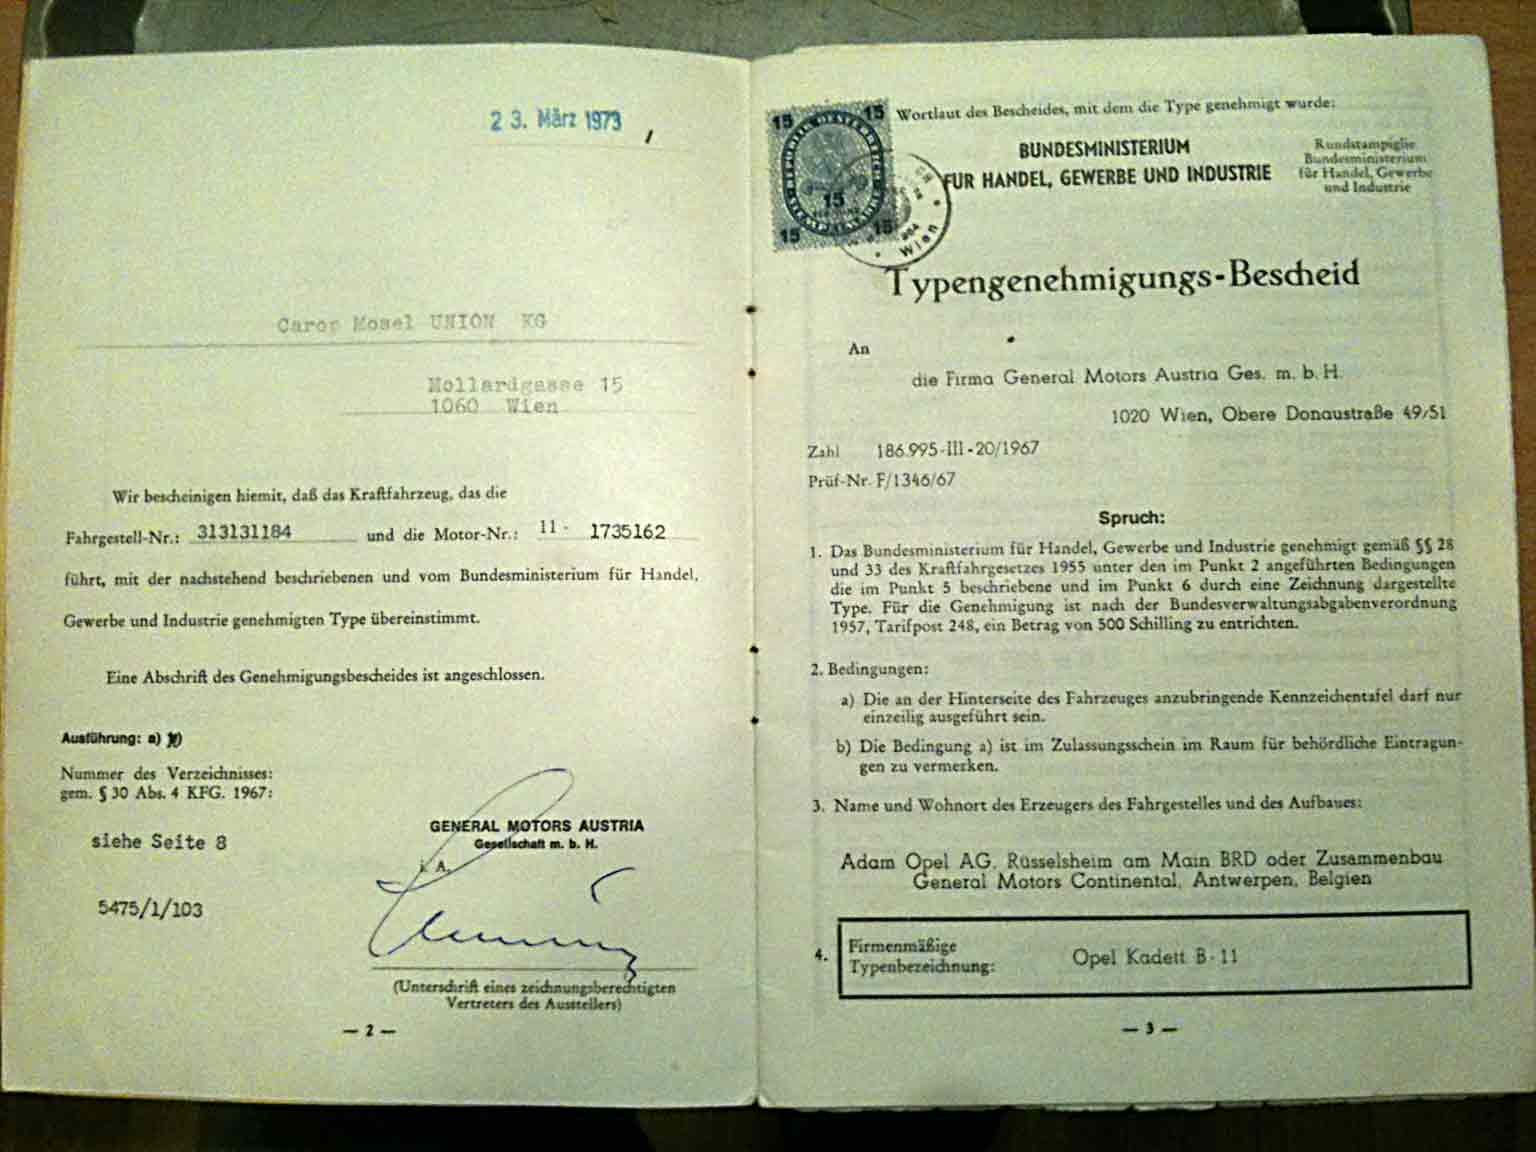 23. März 1973
Caror Mosel UNION KG
Mollardgasse 15
1060 Wien
Wir bescheinigen hiemit, daß das Kraftfahrzeug, das die
Fahrgestell-Nr.: 313131184 und die Motor-Nr.: 11 - 1735162
führt, mit der nachstehend beschriebenen und vom Bundesministerium für Handel,
Gewerbe und Industrie genehmigten Type übereinstimmt.
Eine Abschrift des Genehmigungsbescheides ist angeschlossen.
Ausführung: a)
Nummer des Verzeichnisses:
gem. § 30 Abs. 4 KFG. 1967:
siehe Seite 8
5475/1/103
GENERAL MOTORS AUSTRIA
Gesellschaft m. b. H.
i. A.
(Unterschrift eines zeichnungsberechtigten
Vertreters des Ausstellers)
— 2 —
15 15
REPUBLIK OESTERREICH
15
STEMPELMARKE
15 15
Wien
Wortlaut des Bescheides, mit dem die Type genehmigt wurde:
BUNDESMINISTERIUM
FÜR HANDEL, GEWERBE UND INDUSTRIE
Rundstampiglie
Bundesministerium
für Handel, Gewerbe
und Industrie
Typengenehmigungs-Bescheid
An
die Firma General Motors Austria Ges. m. b. H.
1020 Wien, Obere Donaustraße 49/51
Zahl 186.995-III-20/1967
Prüf-Nr. F/1346/67
Spruch:
1. Das Bundesministerium für Handel, Gewerbe und Industrie genehmigt gemäß §§ 28
und 33 des Kraftfahrgesetzes 1955 unter den im Punkt 2 angeführten Bedingungen
die im Punkt 5 beschriebene und im Punkt 6 durch eine Zeichnung dargestellte
Type. Für die Genehmigung ist nach der Bundesverwaltungsabgabenverordnung
1957, Tarifpost 248, ein Betrag von 500 Schilling zu entrichten.
2. Bedingungen:
a) Die an der Hinterseite des Fahrzeuges anzubringende Kennzeichentafel darf nur
einzeilig ausgeführt sein.
b) Die Bedingung a) ist im Zulassungsschein im Raum für behördliche Eintragun-
gen zu vermerken.
3. Name und Wohnort des Erzeugers des Fahrgestelles und des Aufbaues:
Adam Opel AG. Rüsselsheim am Main BRD oder Zusammenbau
General Motors Continental, Antwerpen, Belgien
4. Firmenmäßige
Typenbezeichnung: Opel Kadett B - 11
— 3 —